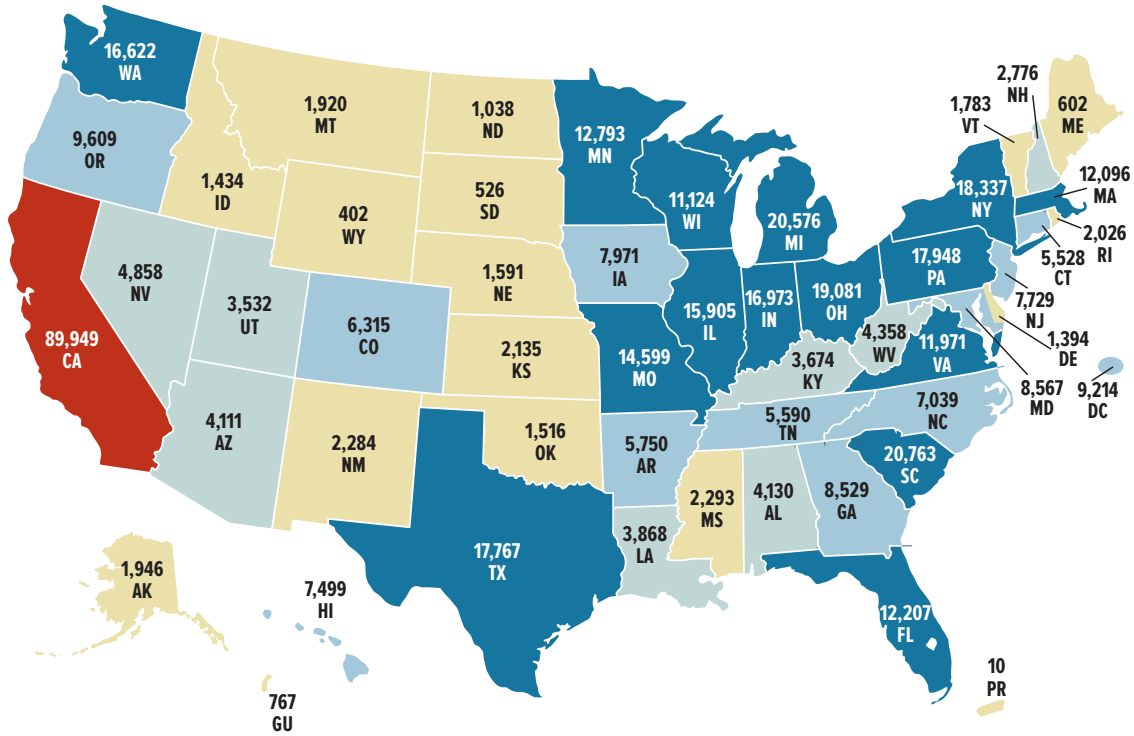 16,622
WA
9,609
OR
89,949
CA
4,858
NV
1,434
ID
1,920
MT
402
WY
3,532
UT
4,111
AZ
6,315
CO
2,284
NM
1,038
ND
526
SD
1,591
NE
2,135
KS
1,516
OK
17,767
TX
12,793
MN
7,971
IA
14,599
MO
5,750
AR
3,868
LA
11,124
WI
15,905
IL
20,576
MI
16,973
IN
19,081
OH
3,674
KY
5,590
TN
2,293
MS
4,130
AL
8,529
GA
12,207
FL
20,763
SC
7,039
NC
11,971
VA
4,358
WV
17,948
PA
18,337
NY
1,783
VT
2,776
NH
602
ME
12,096
MA
2,026
RI
5,528
CT
7,729
NJ
1,394
DE
8,567
MD
9,214
DC
1,946
AK
7,499
HI
767
GU
10
PR